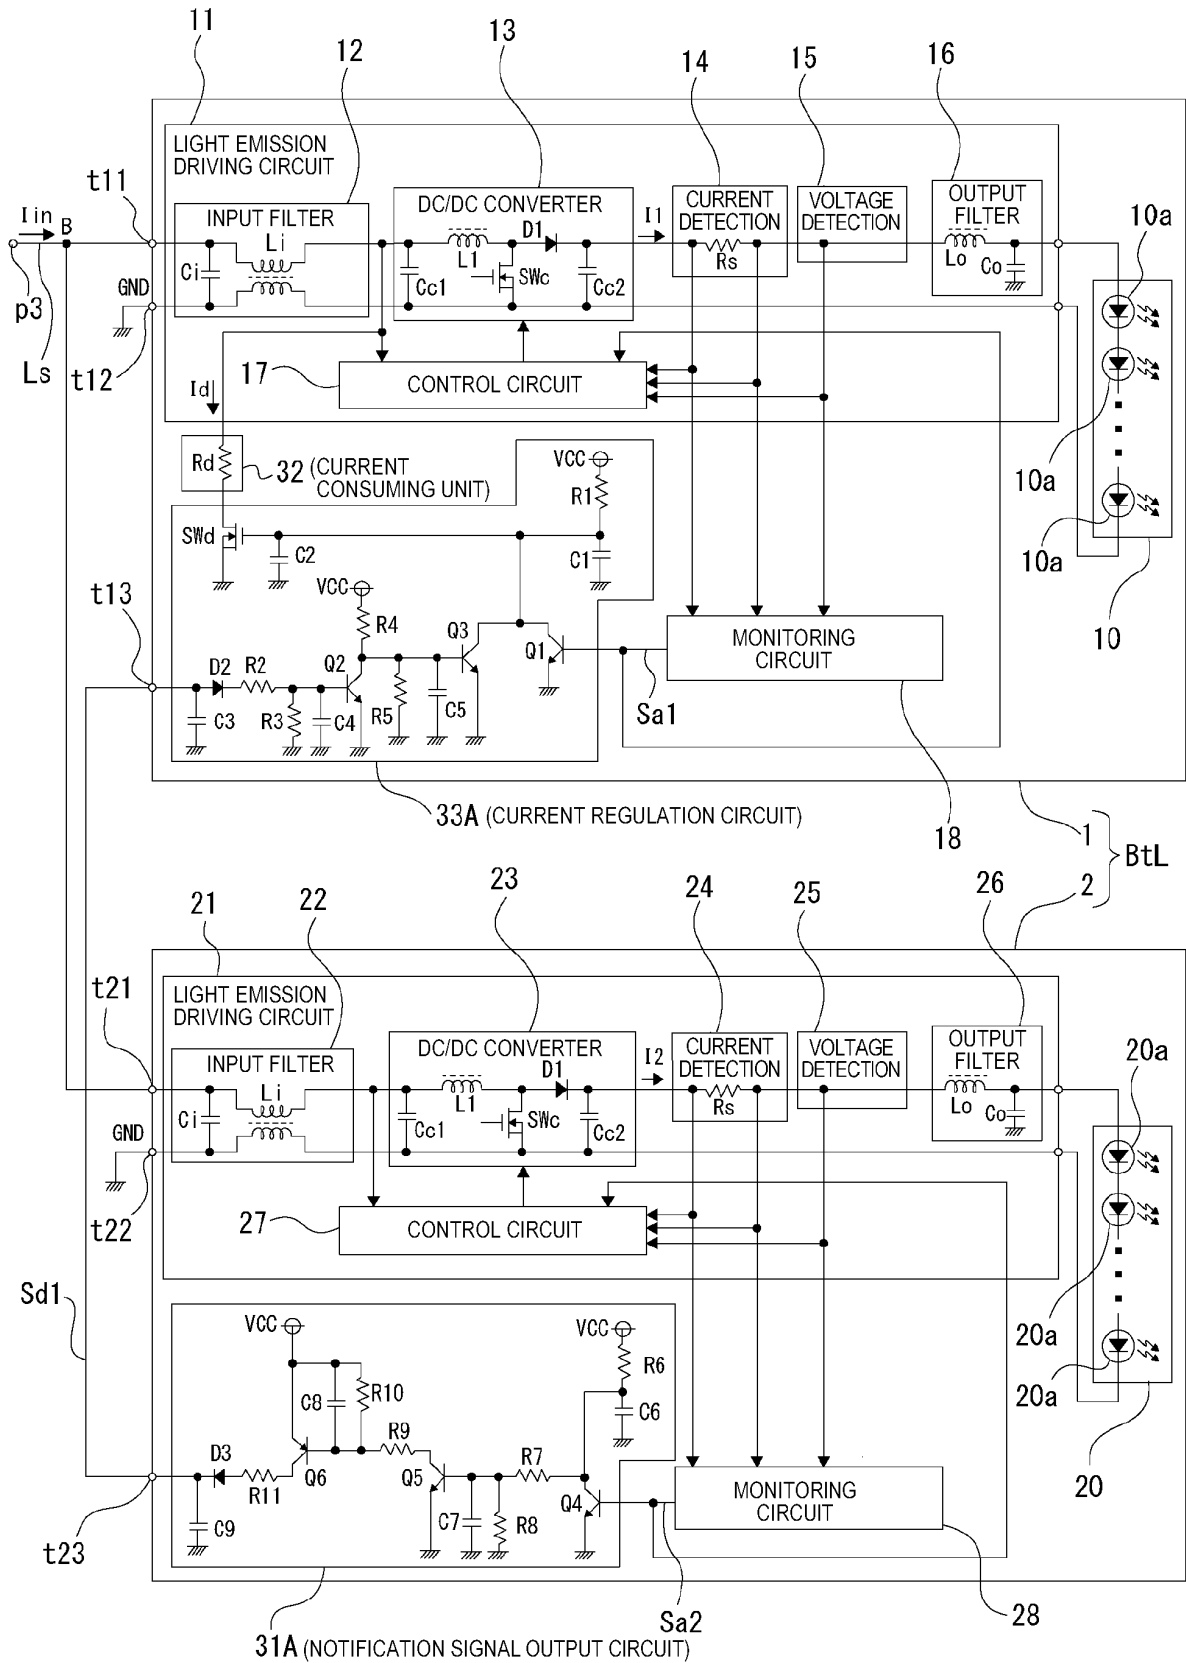 11
12
13
14
15
16
LIGHT EMISSION
DRIVING CIRCUIT
t11
Iin
B
p3
Ls
GND
t12
INPUT FILTER
Li
Ci
DC/DC CONVERTER
D1
L1
SWc
Cc1
Cc2
I1
CURRENT
DETECTION
Rs
VOLTAGE
DETECTION
OUTPUT
FILTER
Lo
Co
10a
10a
10a
10
17
CONTROL CIRCUIT
Id
Rd
32 (CURRENT
CONSUMING UNIT)
VCC
R1
SWd
C2
C1
t13
VCC
R4
Q3
Q1
D2
R2
Q2
C3
R3
C4
R5
C5
MONITORING
CIRCUIT
Sa1
18
33A (CURRENT REGULATION CIRCUIT)
1
2
BtL
21
22
23
24
25
26
LIGHT EMISSION
DRIVING CIRCUIT
t21
GND
t22
INPUT FILTER
Li
Ci
DC/DC CONVERTER
D1
L1
SWc
Cc1
Cc2
I2
CURRENT
DETECTION
Rs
VOLTAGE
DETECTION
OUTPUT
FILTER
Lo
Co
20a
20a
20a
20
27
CONTROL CIRCUIT
Sd1
VCC
C8
R10
VCC
R6
C6
D3
R11
Q6
R9
Q5
R7
Q4
C9
C7
R8
t23
MONITORING
CIRCUIT
Sa2
28
31A (NOTIFICATION SIGNAL OUTPUT CIRCUIT)